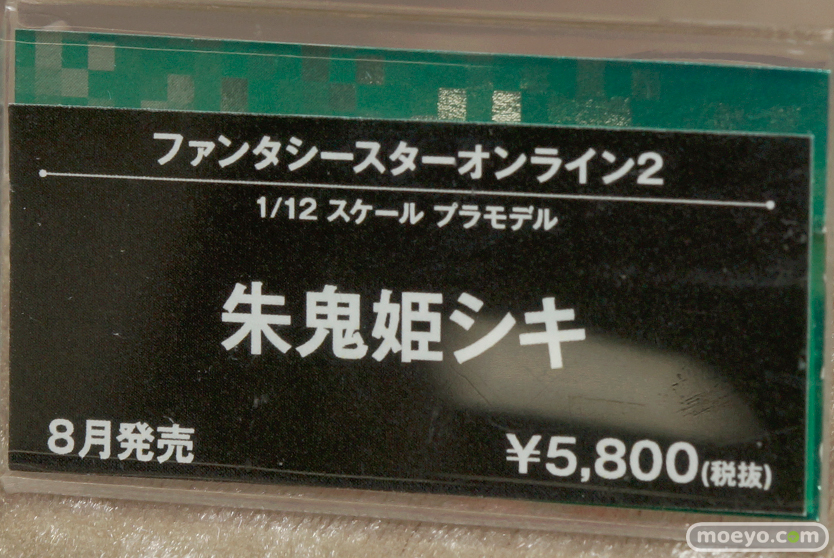 ファンタシースターオンライン2
1/12 スケール プラモデル
朱鬼姫シキ
8月発売
¥5,800(税抜)
moeyo.com